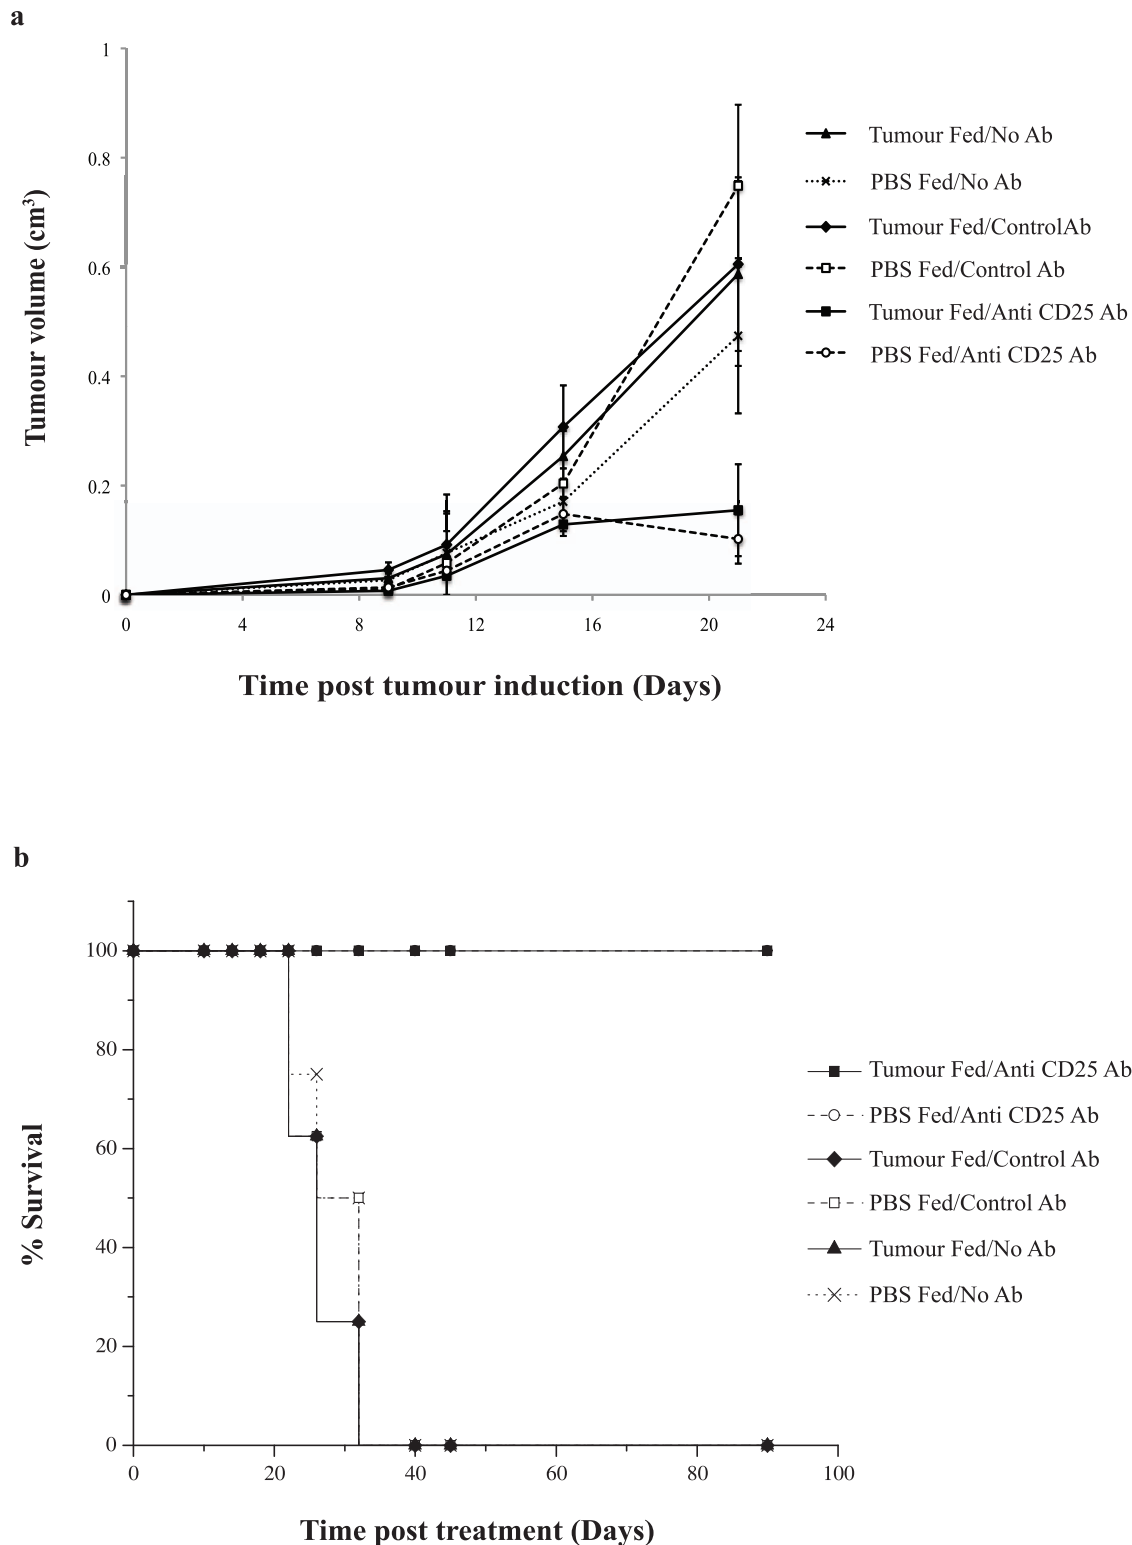 a
1
0.8
0.6
0.4
0.2
0
Tumour volume (cm³)
0 4 8 12 16 20 24
Time post tumour induction (Days)
Tumour Fed/No Ab
PBS Fed/No Ab
Tumour Fed/ControlAb
PBS Fed/Control Ab
Tumour Fed/Anti CD25 Ab
PBS Fed/Anti CD25 Ab
b
100
80
60
40
20
0
% Survival
0 20 40 60 80 100
Time post treatment (Days)
Tumour Fed/Anti CD25 Ab
PBS Fed/Anti CD25 Ab
Tumour Fed/Control Ab
PBS Fed/Control Ab
Tumour Fed/No Ab
PBS Fed/No Ab